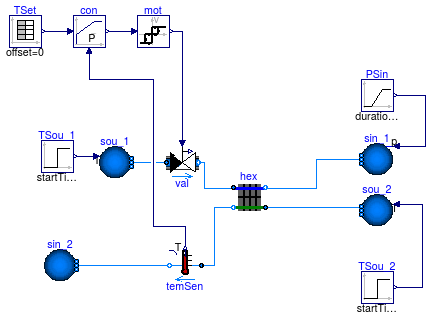 TSet
con
mot
P
v
offset=0
PSin
duratio...
TSou_1
sou_1
sin_1
p
startTi...
val
hex
sou_2
T
sin_2
T
temSen
TSou_2
startTi...